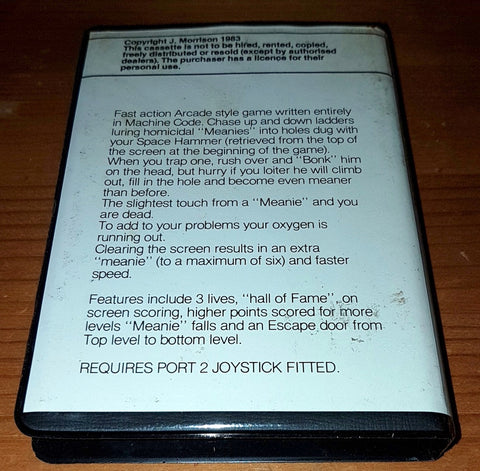 Copyright J. Morrison 1983
This cassette is not to be hired, rented, copied,
freely distributed or resold (except by authorised
dealers). The purchaser has a licence for their
personal use.
Fast action Arcade style game written entirely
in Machine Code. Chase up and down ladders
luring homicidal "Meanies" into holes dug with
your Space Hammer (retrieved from the top of
the screen at the beginning of the game).
When you trap one, rush over and "Bonk" him
on the head, but hurry if you loiter he will climb
out, fill in the hole and become even meaner
than before.
The slightest touch from a "Meanie" and you
are dead.
To add to your problems your oxygen is
running out.
Clearing the screen results in an extra
"meanie" (to a maximum of six) and faster
speed.
Features include 3 lives, "hall of Fame", on
screen scoring, higher points scored for more
levels "Meanie" falls and an Escape door from
Top level to bottom level.
REQUIRES PORT 2 JOYSTICK FITTED.